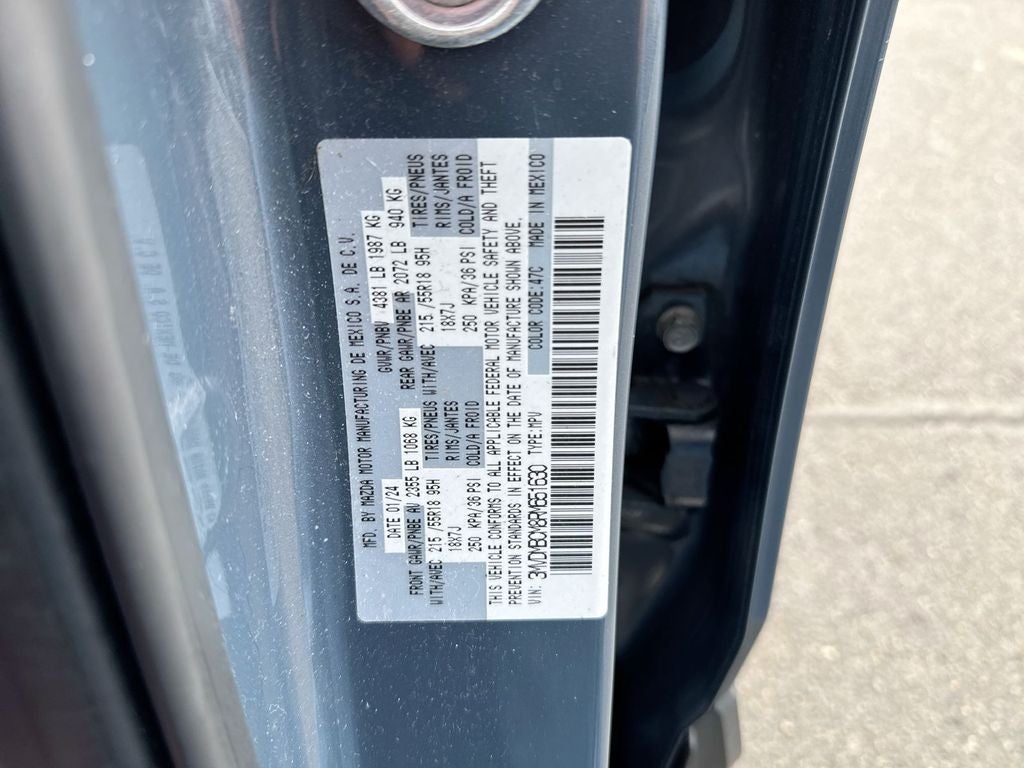 MFD. BY MAZDA MOTOR MANUFACTURING DE MEXICO S.A. DE C.V.
DATE 01/24 GVWR/PNBV 4381 LB 1987 KG
FRONT GAWR/PNBE AV 2355 LB 1068 KG REAR GAWR/PNBE AR 2072 LB 940 KG
WITH/AVEC 215 /55R18 95H TIRES/PNEUS WITH/AVEC 215 /55R18 95H TIRES/PNEUS
18X7J RIMS/JANTES 18X7J RIMS/JANTES
250 KPA/36 PSI COLD/A FROID 250 KPA/36 PSI COLD/A FROID
THIS VEHICLE CONFORMS TO ALL APPLICABLE FEDERAL MOTOR VEHICLE SAFETY AND THEFT
PREVENTION STANDARDS IN EFFECT ON THE DATE OF MANUFACTURE SHOWN ABOVE.
VIN: 3MVDMBCM8RM651630 TYPE:MPV COLOR CODE:47C MADE IN MEXICO